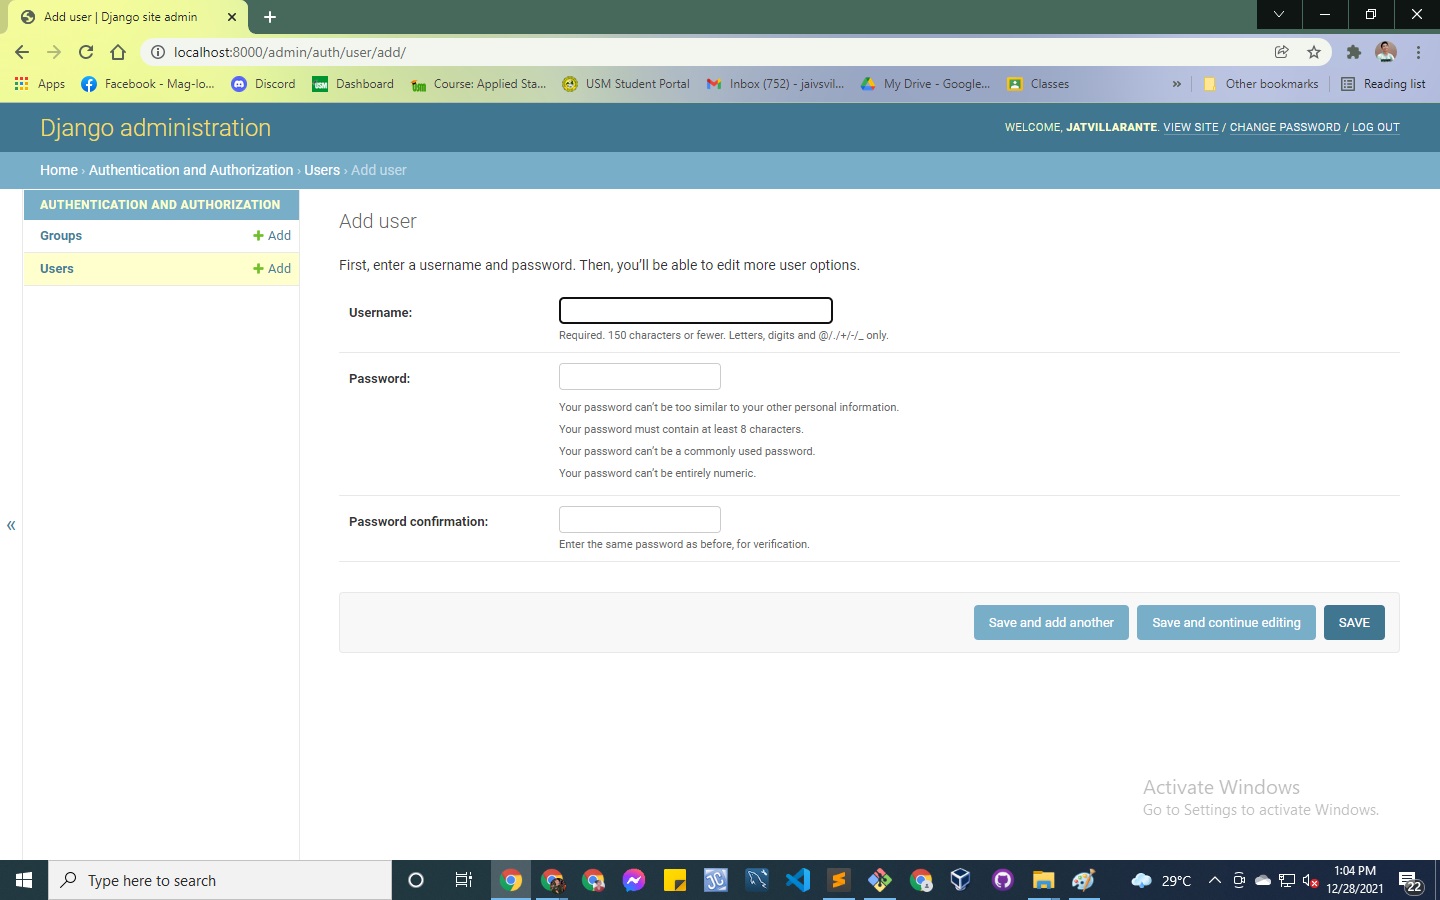 Add user | Django site admin
localhost:8000/admin/auth/user/add/
Apps
Facebook - Mag-lo...
Discord
USM
Dashboard
Course: Applied Sta...
USM Student Portal
Inbox (752) - jaivsvil...
My Drive - Google...
Classes
»
Other bookmarks
Reading list
Django administration
WELCOME, JATVILLARANTE. VIEW SITE / CHANGE PASSWORD / LOG OUT
Home › Authentication and Authorization › Users › Add user
AUTHENTICATION AND AUTHORIZATION
Groups
+ Add
Users
+ Add
«
Add user
First, enter a username and password. Then, you’ll be able to edit more user options.
Username:
Required. 150 characters or fewer. Letters, digits and @/./+/-/_ only.
Password:
Your password can’t be too similar to your other personal information.
Your password must contain at least 8 characters.
Your password can’t be a commonly used password.
Your password can’t be entirely numeric.
Password confirmation:
Enter the same password as before, for verification.
Save and add another
Save and continue editing
SAVE
Activate Windows
Go to Settings to activate Windows.
Type here to search
29°C
1:04 PM
12/28/2021
22